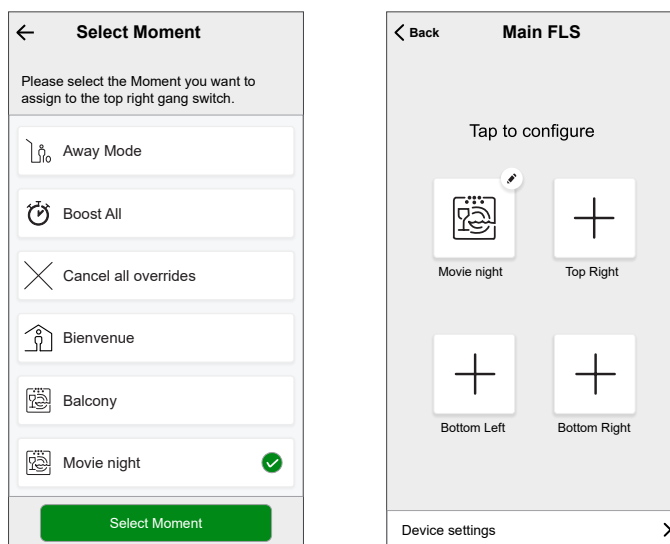 Select Moment
Please select the Moment you want to
assign to the top right gang switch.
Away Mode
Boost All
Cancel all overrides
Bienvenue
Balcony
Movie night
Select Moment
Back
Main FLS
Tap to configure
Movie night
Top Right
Bottom Left
Bottom Right
Device settings